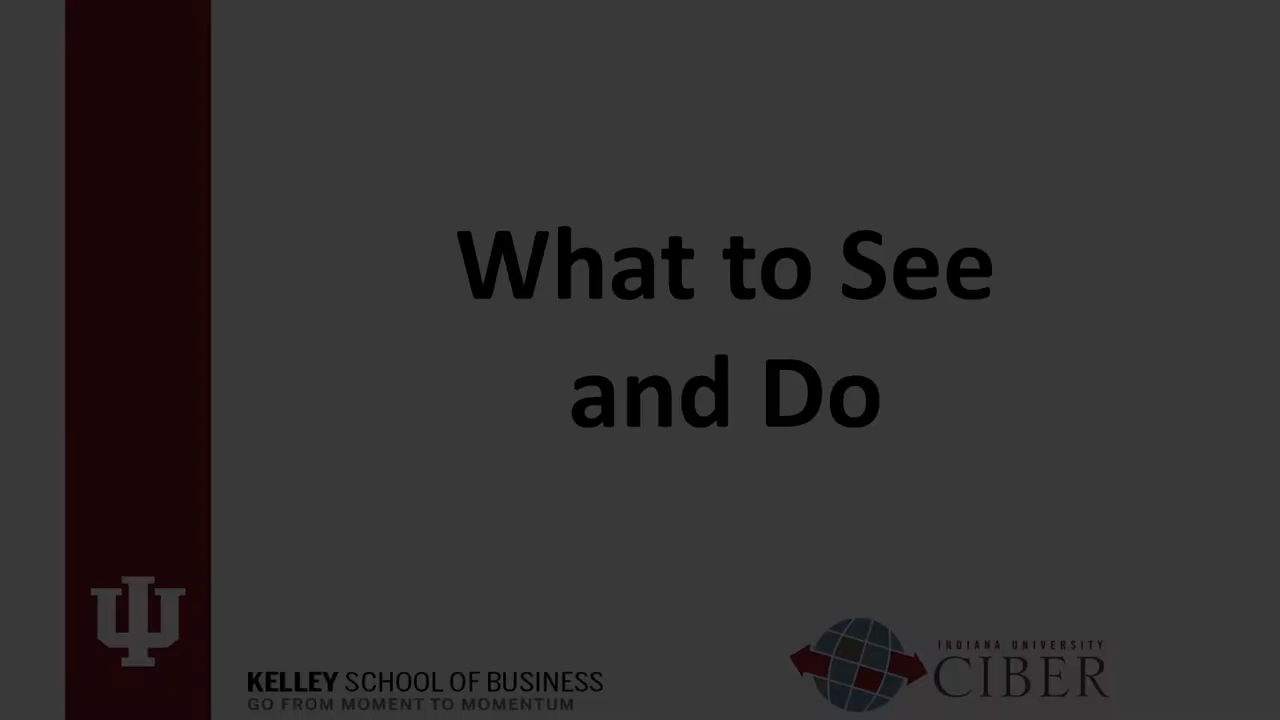 What to See
and Do
INDIANA UNIVERSITY
CIBER
KELLEY SCHOOL OF BUSINESS
GO FROM MOMENT TO MOMENTUM